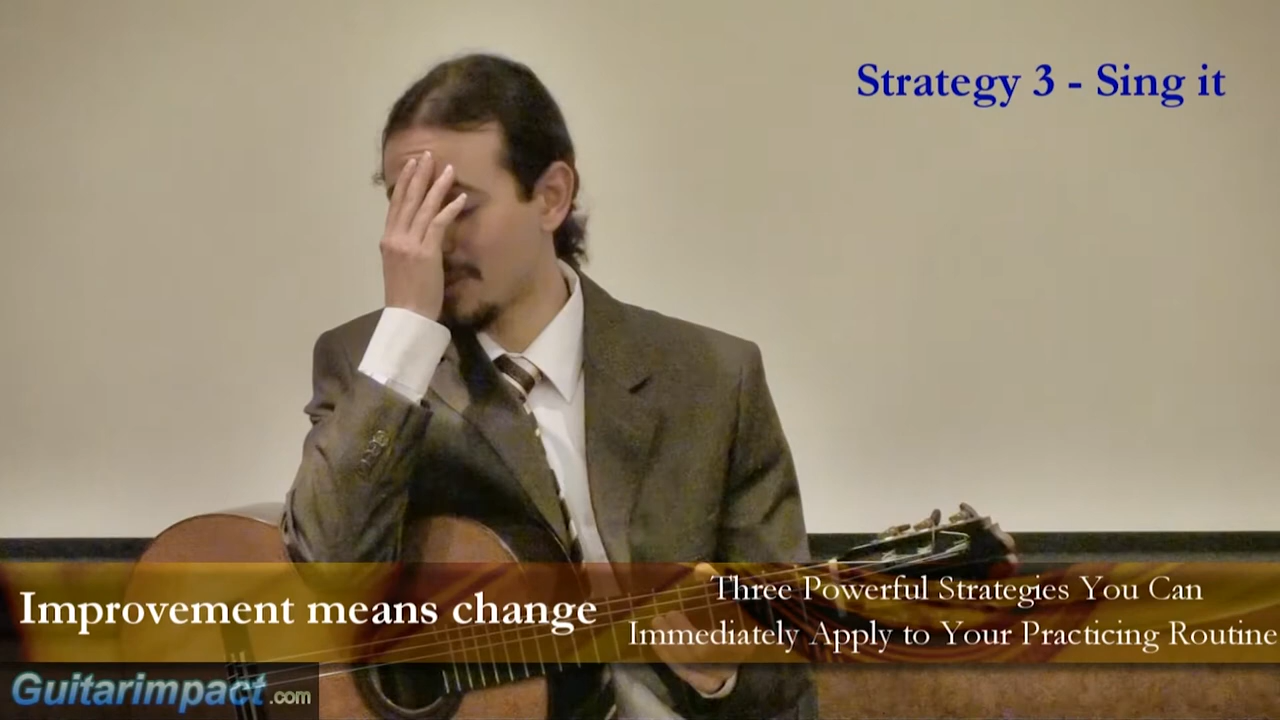 Strategy 3 - Sing it
Improvement means change
Three Powerful Strategies You Can
Immediately Apply to Your Practicing Routine
Guitarimpact.com